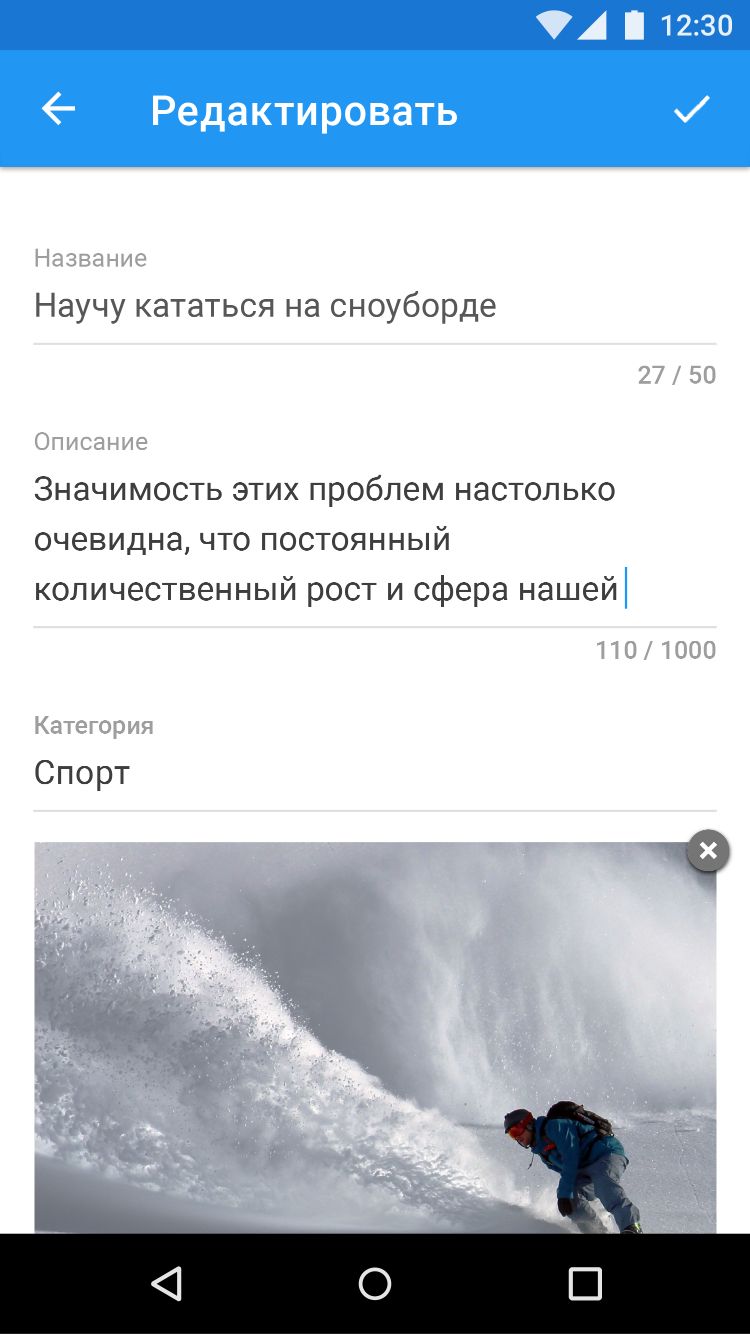 12:30
Редактировать
Название
Научу кататься на сноуборде
27 / 50
Описание
Значимость этих проблем настолько
очевидна, что постоянный
количественный рост и сфера нашей
110 / 1000
Категория
Спорт